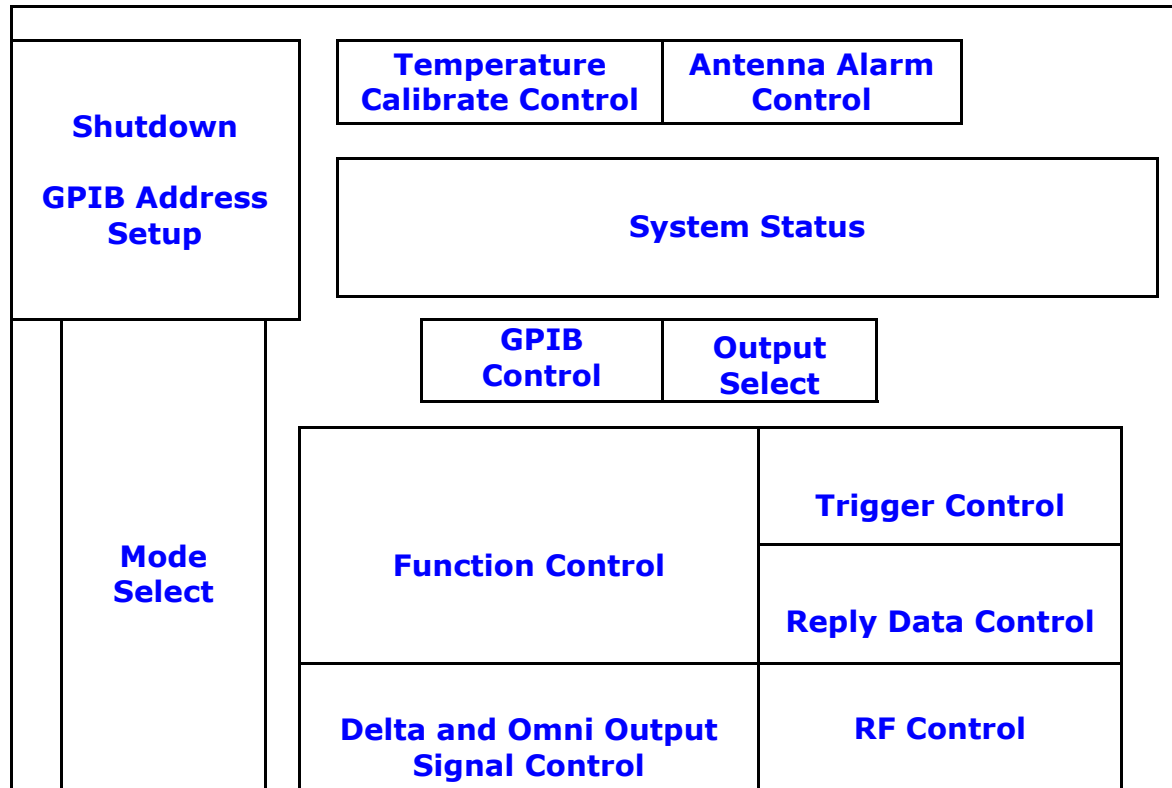 Shutdown
GPIB Address
Setup
Temperature
Calibrate Control
Antenna Alarm
Control
System Status
GPIB
Control
Output
Select
Mode
Select
Function Control
Trigger Control
Reply Data Control
Delta and Omni Output
Signal Control
RF Control